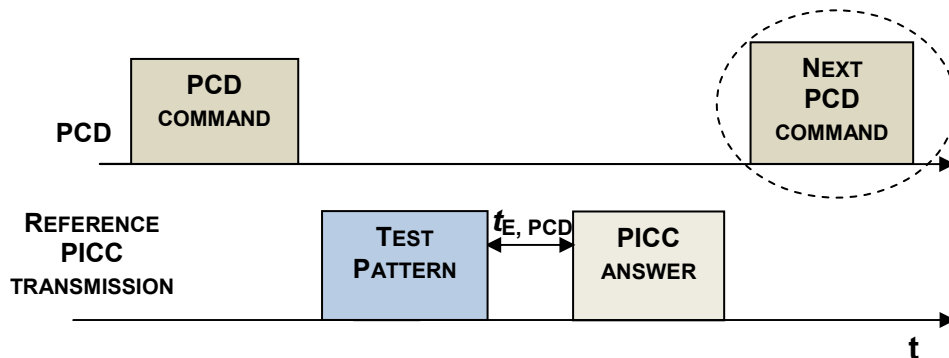 PCD
COMMAND
NEXT
PCD
COMMAND
PCD
REFERENCE
PICC
TRANSMISSION
TEST
PATTERN
tE, PCD
PICC
ANSWER
t